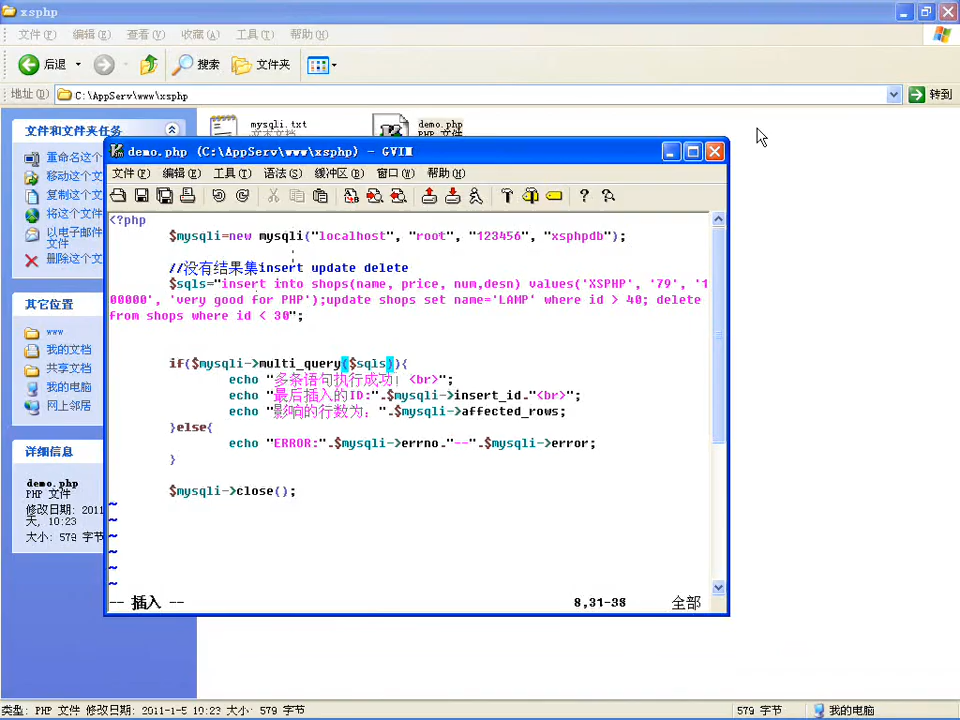 xsphp
文件(F) 编辑(E) 查看(V) 收藏(A) 工具(T) 帮助(H)
后退 搜索 文件夹
地址(D) C:\AppServ\www\xsphp 转到
文件和文件夹任务
重命名这个
移动这个文
复制这个文
将这个文件
以电子邮件
文件
删除这个文
其它位置
www
我的文档
共享文档
我的电脑
网上邻居
详细信息
demo.php
PHP 文件
修改日期: 2011
天, 10:23
大小: 579 字节
mysqli.txt
文本文档
demo.php
PHP 文件
demo.php (C:\AppServ\www\xsphp) - GVIM
文件(F) 编辑(E) 工具(T) 语法(S) 缓冲区(B) 窗口(W) 帮助(H)
<?php
$mysqli=new mysqli("localhost", "root", "123456", "xsphpdb");
//没有结果集insert update delete
$sqls="insert into shops(name, price, num,desn) values('XSPHP', '79', '1
00000', 'very good for PHP');update shops set name='LAMP' where id > 40; delete
from shops where id < 30";
if($mysqli->multi_query($sqls)){
echo "多条语句执行成功！<br>";
echo "最后插入的ID:".$mysqli->insert_id."<br>";
echo "影响的行数为：".$mysqli->affected_rows;
}else{
echo "ERROR:".$mysqli->errno."--".$mysqli->error;
}
$mysqli->close();
~
~
~
~
~
~
-- 插入 -- 8,31-38 全部
类型: PHP 文件 修改日期: 2011-1-5 10:23 大小: 579 字节 579 字节 我的电脑